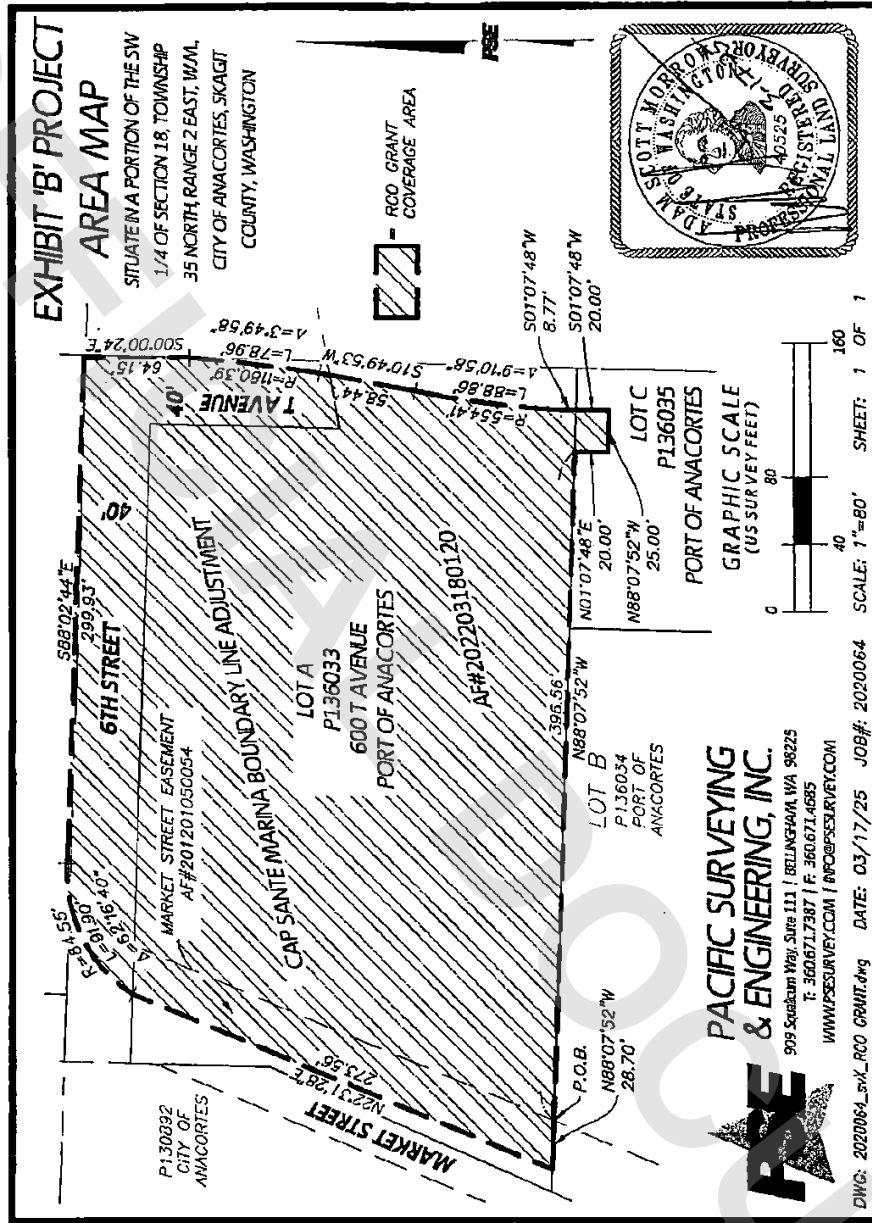 EXHIBIT 'B' PROJECT
AREA MAP
SITUATE IN A PORTION OF THE SW
1/4 OF SECTION 18, TOWNSHIP
35 NORTH, RANGE 2 EAST, W.M.,
CITY OF ANACORTES, SKAGIT
COUNTY, WASHINGTON
PSE
= RCO GRANT
COVERAGE AREA
ADAM SCOTT MORROW
STATE OF WASHINGTON
40525
REGISTERED
PROFESSIONAL LAND SURVEYOR
S88°02'44"E
299.93'
6TH STREET
40'
40'
T AVENUE
S00°00'24"E
64.15'
Δ=3°49'58"
L=78.96'
R=1180.39'
S10°49'53"W
58.44'
Δ=9°10'58"
L=88.86'
R=554.41'
R=84.55'
L=91.90'
Δ=62°16'40"
MARKET STREET EASEMENT
AF#201201050054
CAP SANTE MARINA BOUNDARY LINE ADJUSTMENT
LOT A
P136033
600 T AVENUE
PORT OF ANACORTES
AF#202203180120
P130892
CITY OF
ANACORTES
N22°31'28"E
273.56'
MARKET STREET
P.O.B.
N88°07'52"W
28.70'
396.56'
N88°07'52"W
LOT B
P136034
PORT OF
ANACORTES
N01°07'48"E
20.00'
N88°07'52"W
25.00'
S01°07'48"W
8.77'
S01°07'48"W
20.00'
LOT C
P136035
PORT OF ANACORTES
GRAPHIC SCALE
(US SURVEY FEET)
0 40 80 160
PSE
PACIFIC SURVEYING
& ENGINEERING, INC.
909 Squalicum Way, Suite 111 | BELLINGHAM, WA 98225
T: 360.671.7387 | F: 360.671.4685
WWW.PSESURVEY.COM | INFO@PSESURVEY.COM
DWG: 2020064_svX_RCO GRANT.dwg DATE: 03/17/25 JOB#: 2020064 SCALE: 1"=80' SHEET: 1 OF 1